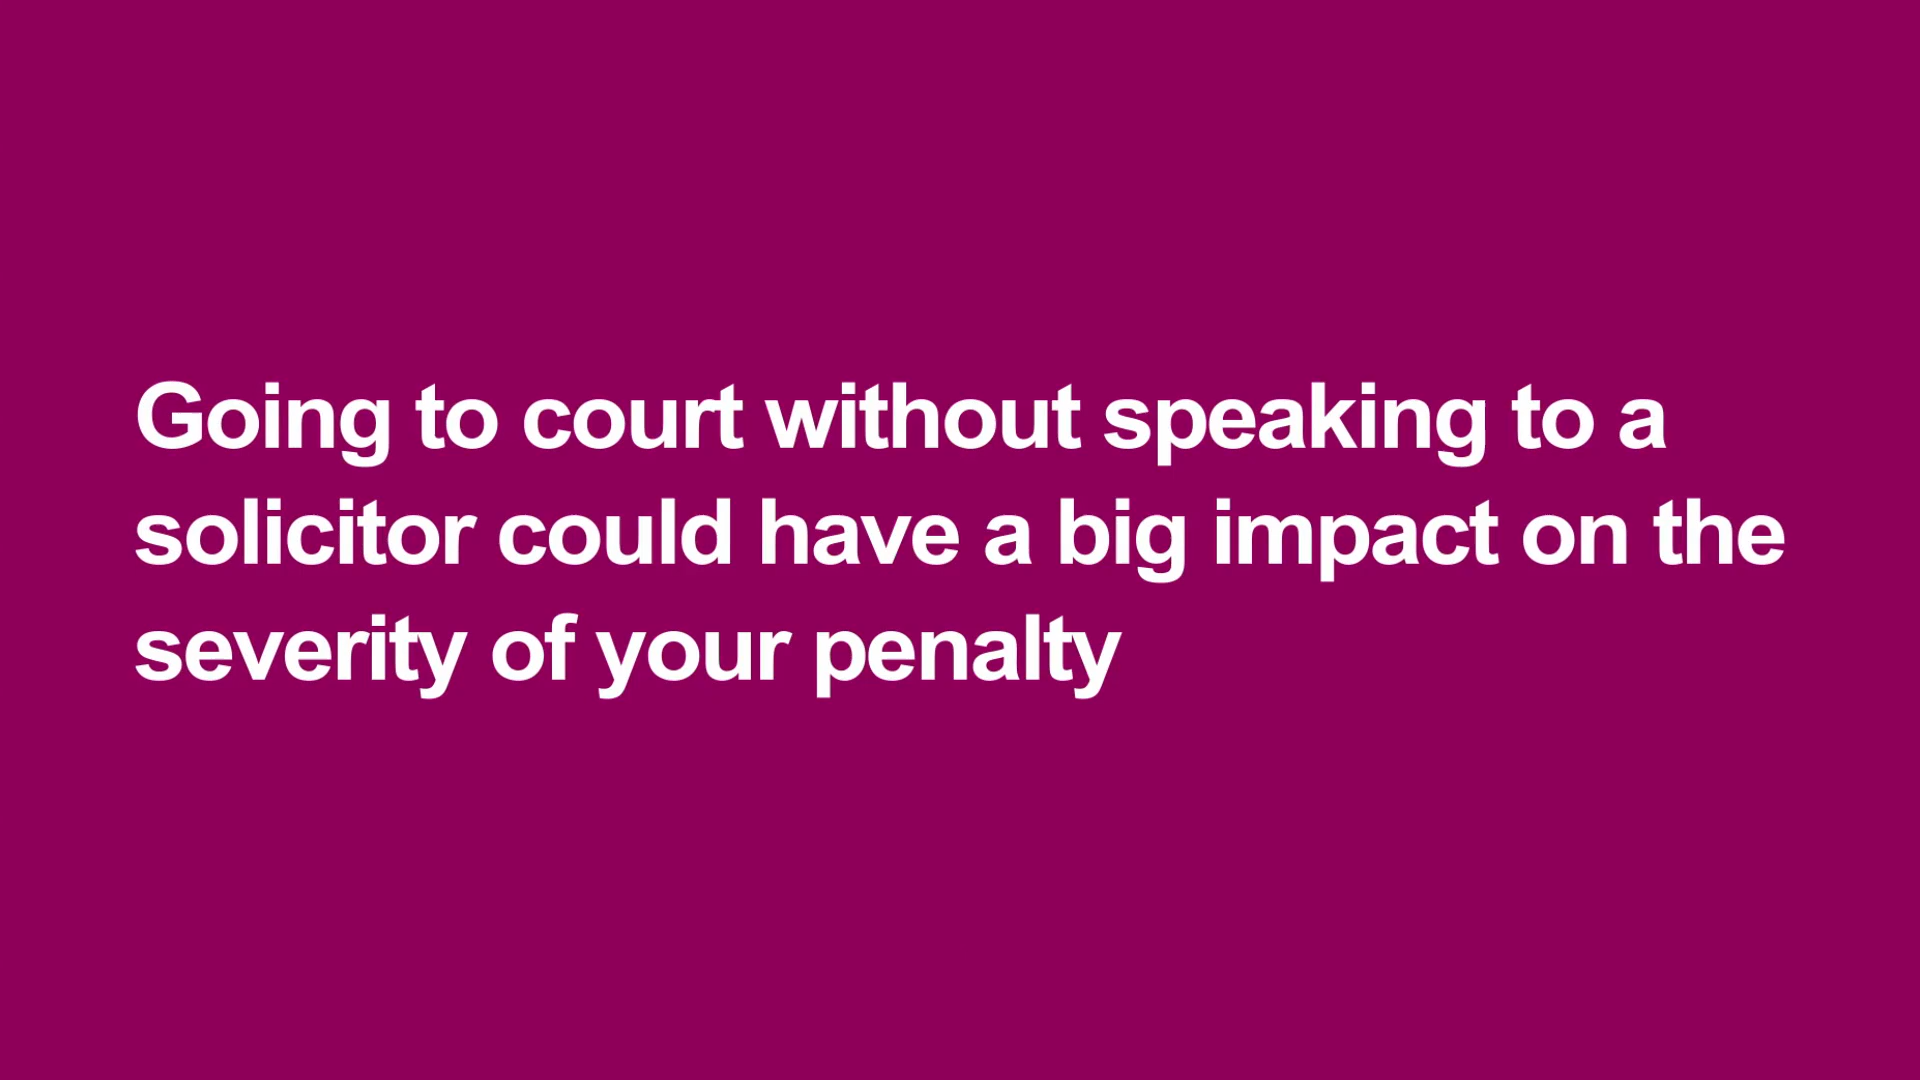 Going to court without speaking to a
solicitor could have a big impact on the
severity of your penalty